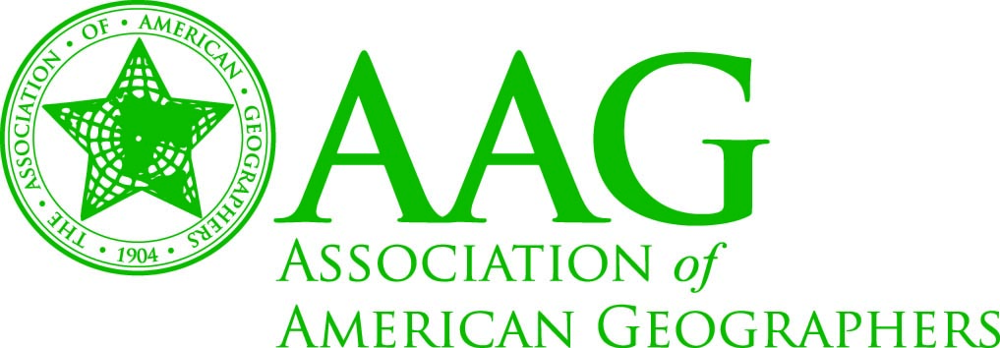 THE • ASSOCIATION • OF • AMERICAN • GEOGRAPHERS
• 1904 •
AAG
ASSOCIATION of
AMERICAN GEOGRAPHERS